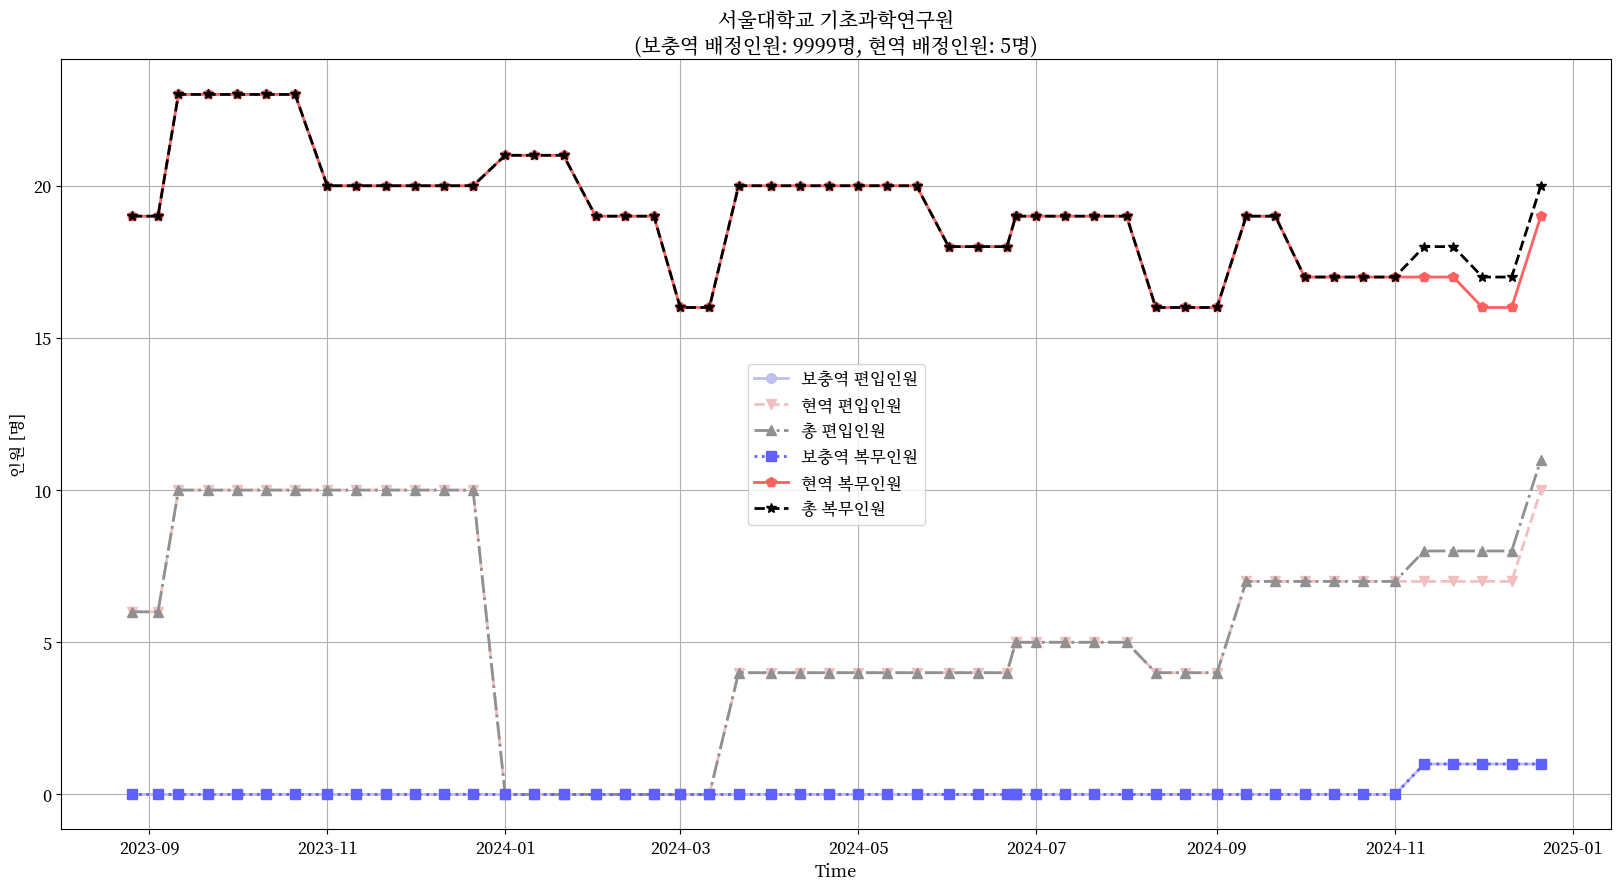 서울대학교 기초과학연구원
(보충역 배정인원: 9999명, 현역 배정인원: 5명)
인원 [명]
20
15
10
5
0
보충역 편입인원
현역 편입인원
총 편입인원
보충역 복무인원
현역 복무인원
총 복무인원
2023-09 2023-11 2024-01 2024-03 2024-05 2024-07 2024-09 2024-11 2025-01
Time